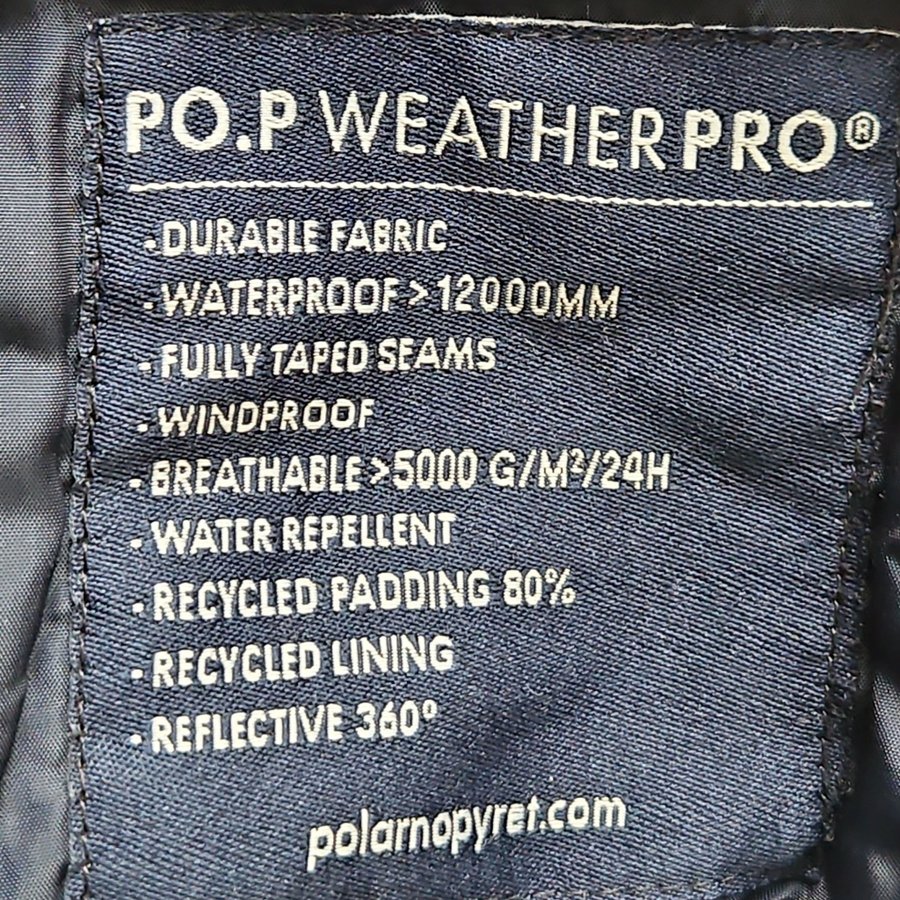 PO.P WEATHERPRO®
- DURABLE FABRIC
- WATERPROOF > 12000MM
- FULLY TAPED SEAMS
- WINDPROOF
- BREATHABLE >5000 G/M²/24H
- WATER REPELLENT
- RECYCLED PADDING 80%
- RECYCLED LINING
- REFLECTIVE 360°
polarnopyret.com